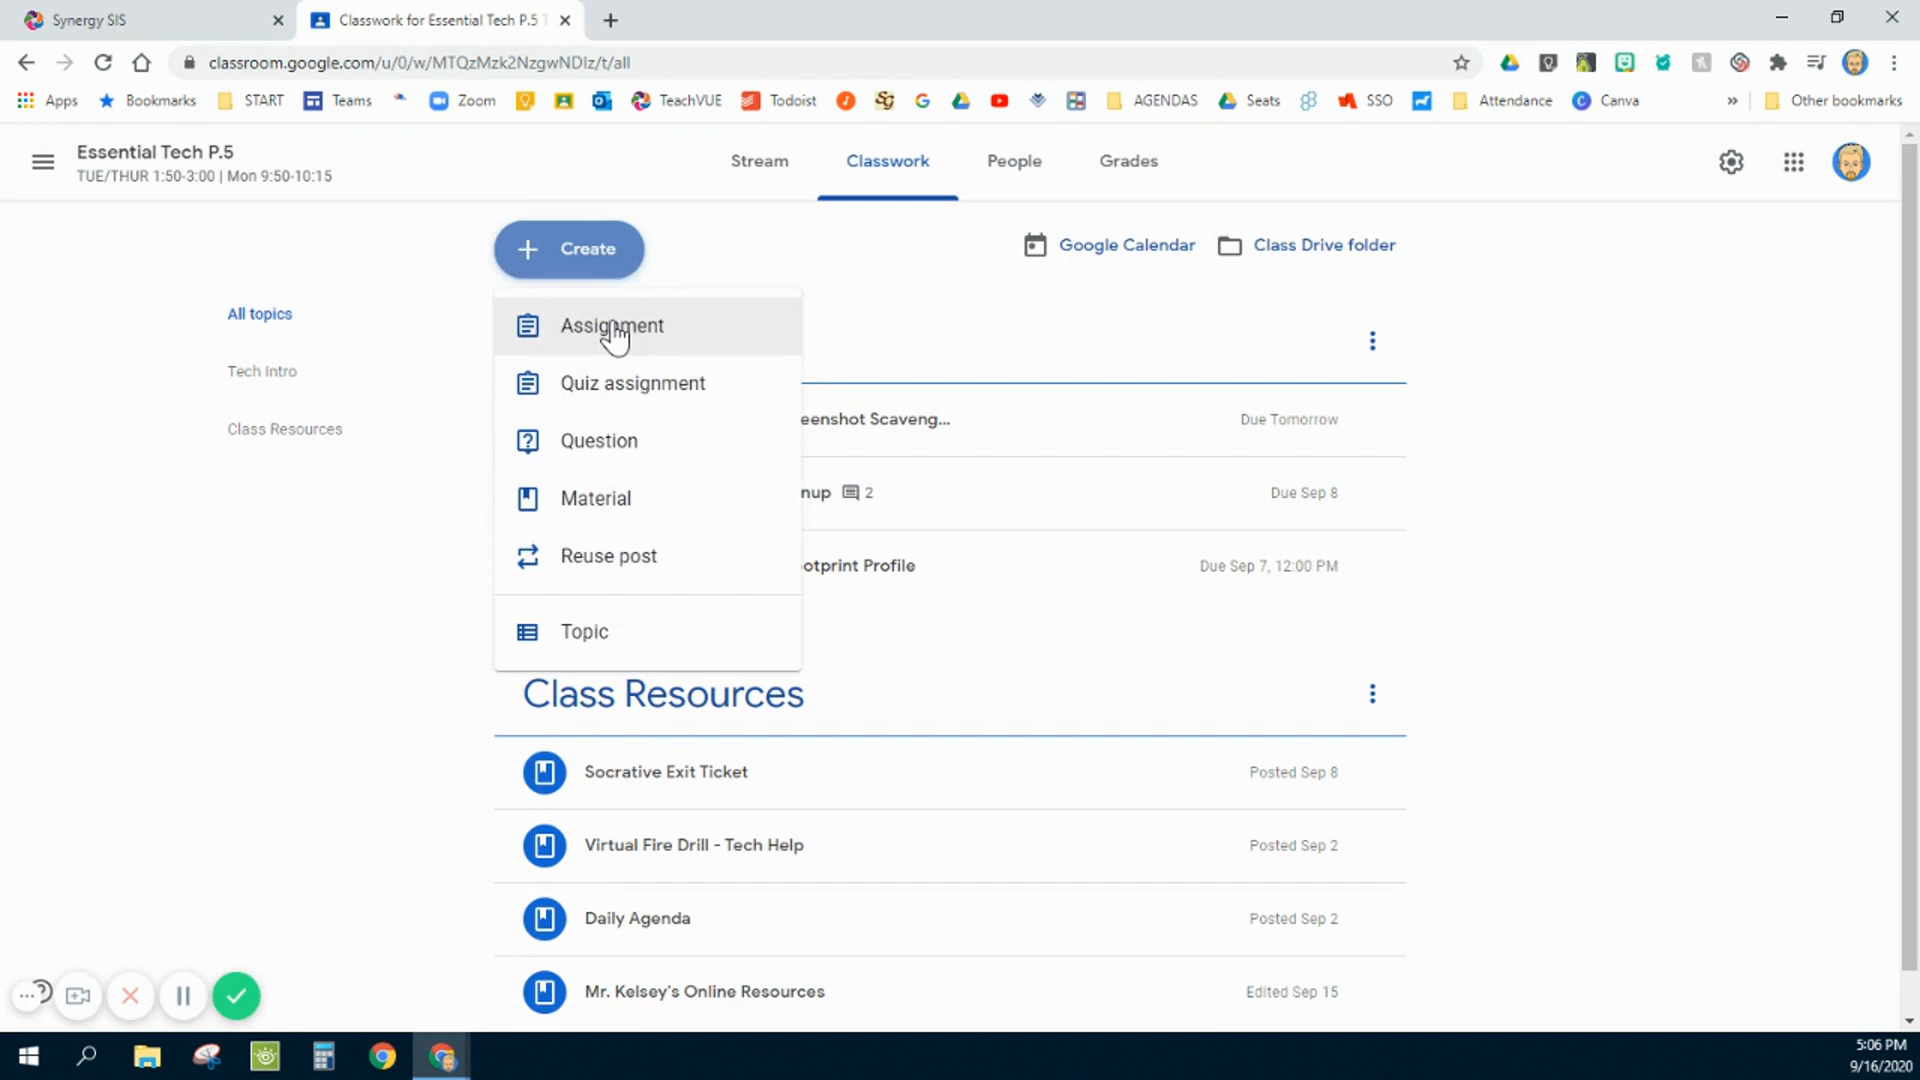 Synergy SIS
Classwork for Essential Tech P.5 T
classroom.google.com/u/0/w/MTQzMzk2NzgwNDIz/t/all
Apps
Bookmarks
START
Teams
Zoom
TeachVUE
Todoist
AGENDAS
Seats
SSO
Attendance
Canva
»
Other bookmarks
Essential Tech P.5
TUE/THUR 1:50-3:00 | Mon 9:50-10:15
Stream
Classwork
People
Grades
Create
Google Calendar
Class Drive folder
All topics
Tech Intro
Class Resources
Assignment
Quiz assignment
Question
Material
Reuse post
Topic
eenshot Scaveng...
Due Tomorrow
nup 2
Due Sep 8
otprint Profile
Due Sep 7, 12:00 PM
Class Resources
Socrative Exit Ticket
Posted Sep 8
Virtual Fire Drill - Tech Help
Posted Sep 2
Daily Agenda
Posted Sep 2
Mr. Kelsey's Online Resources
Edited Sep 15
5:06 PM
9/16/2020